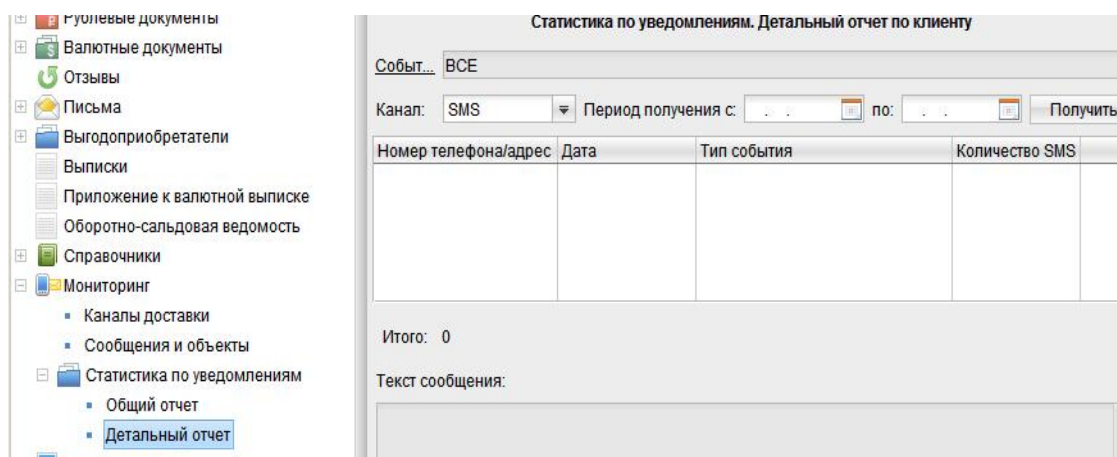 Рублевые документы
Валютные документы
Отзывы
Письма
Выгодоприобретатели
Выписки
Приложение к валютной выписке
Оборотно-сальдовая ведомость
Справочники
Мониторинг
Каналы доставки
Сообщения и объекты
Статистика по уведомлениям
Общий отчет
Детальный отчет
Статистика по уведомлениям. Детальный отчет по клиенту
Событ... ВСЕ
Канал: SMS Период получения с: . . по: . . Получить
Номер телефона/адрес Дата Тип события Количество SMS
Итого: 0
Текст сообщения: